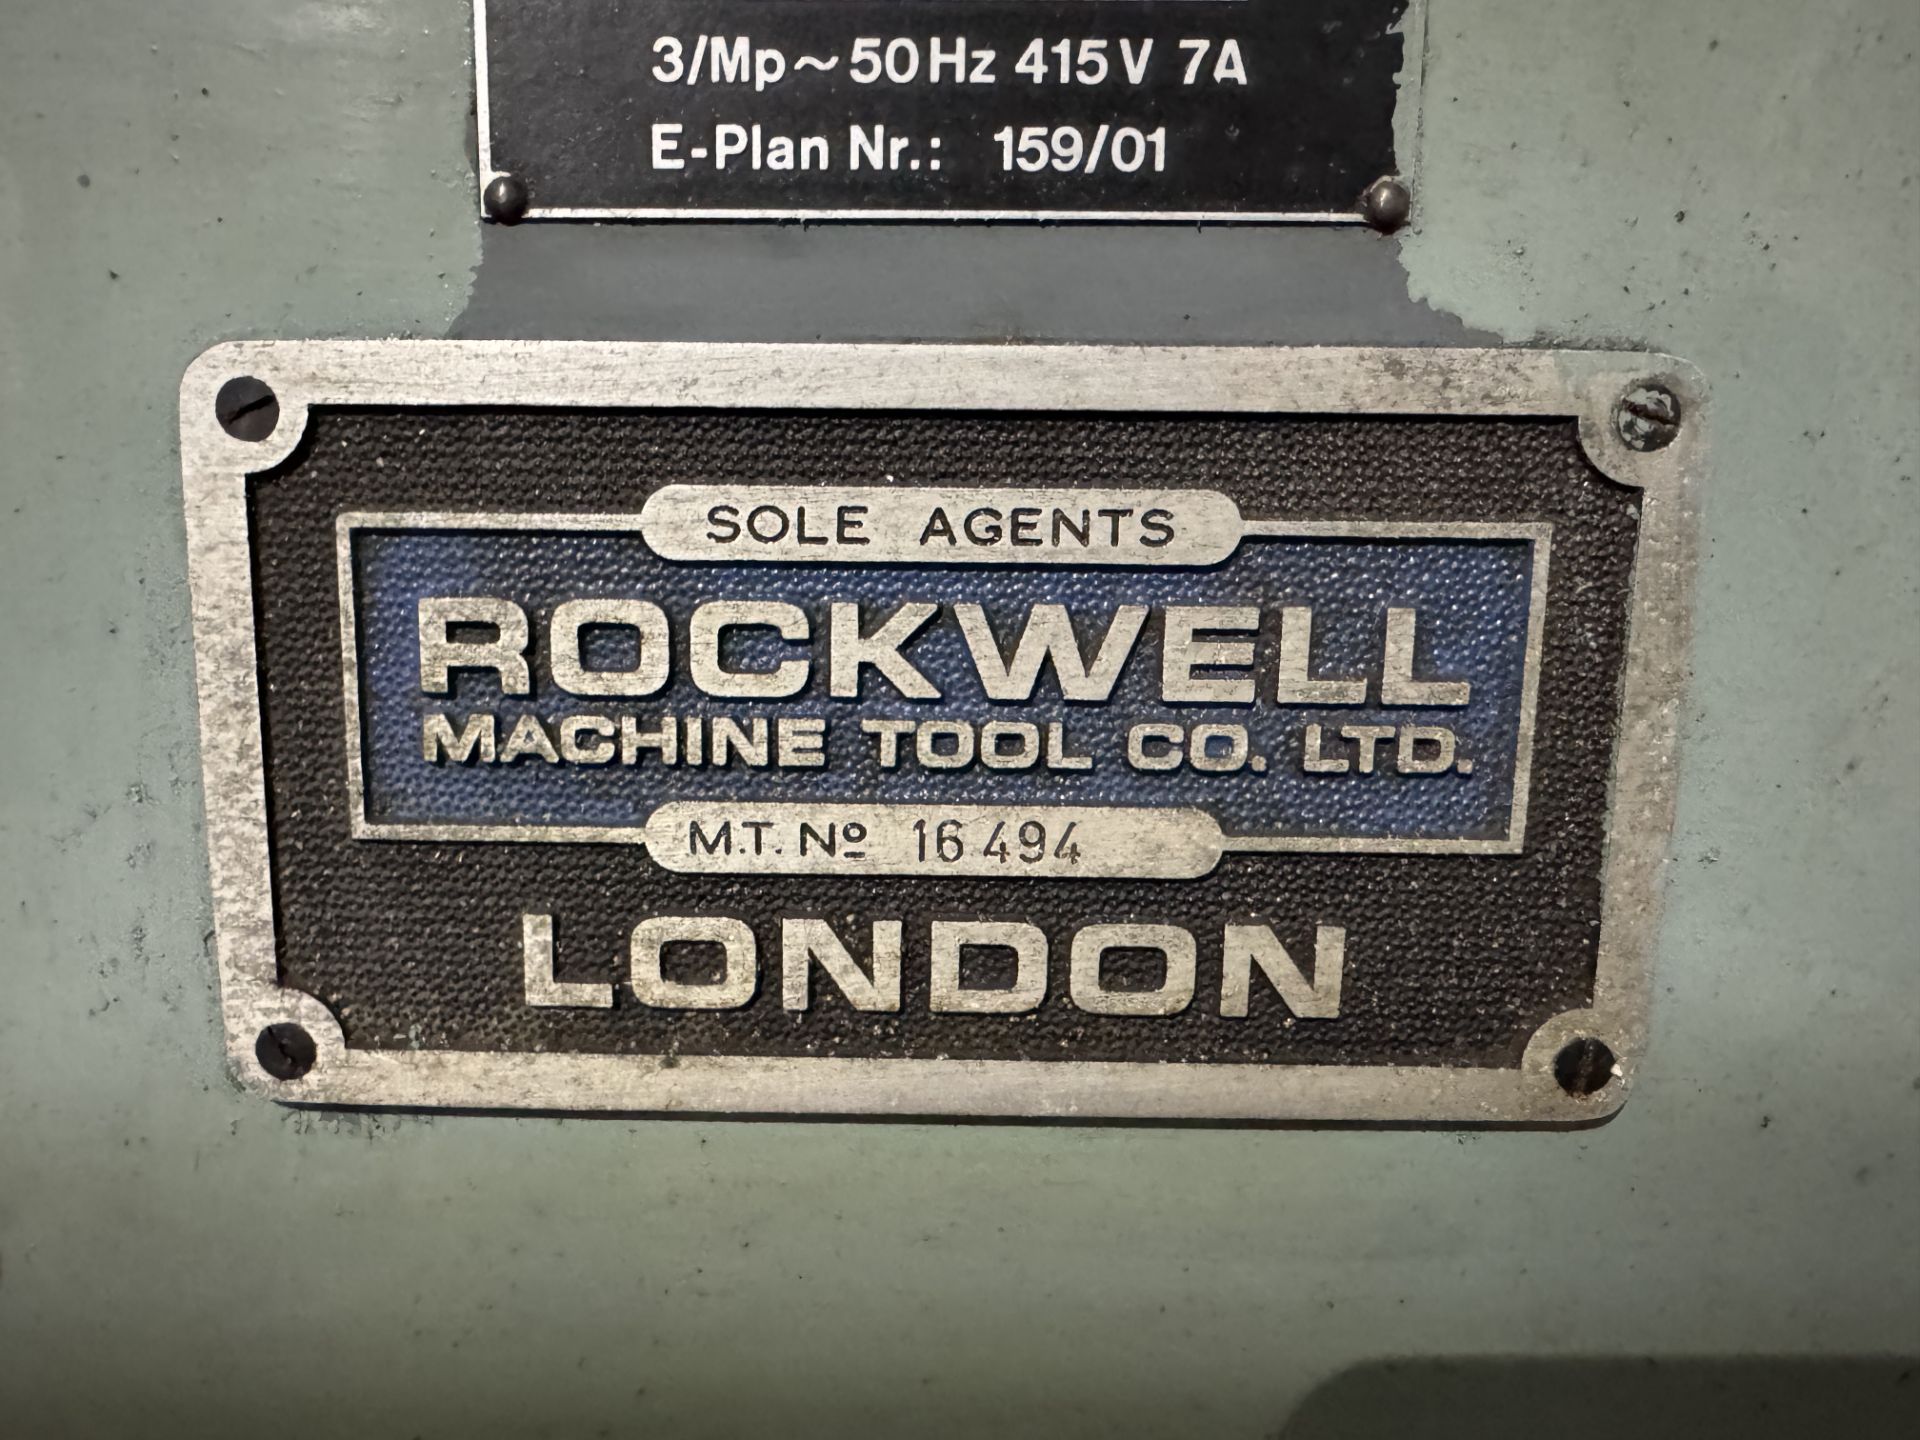 3/Mp~50Hz 415V 7A
E-Plan Nr.: 159/01
SOLE AGENTS
ROCKWELL
MACHINE TOOL CO. LTD.
M.T. Nº 16494
LONDON